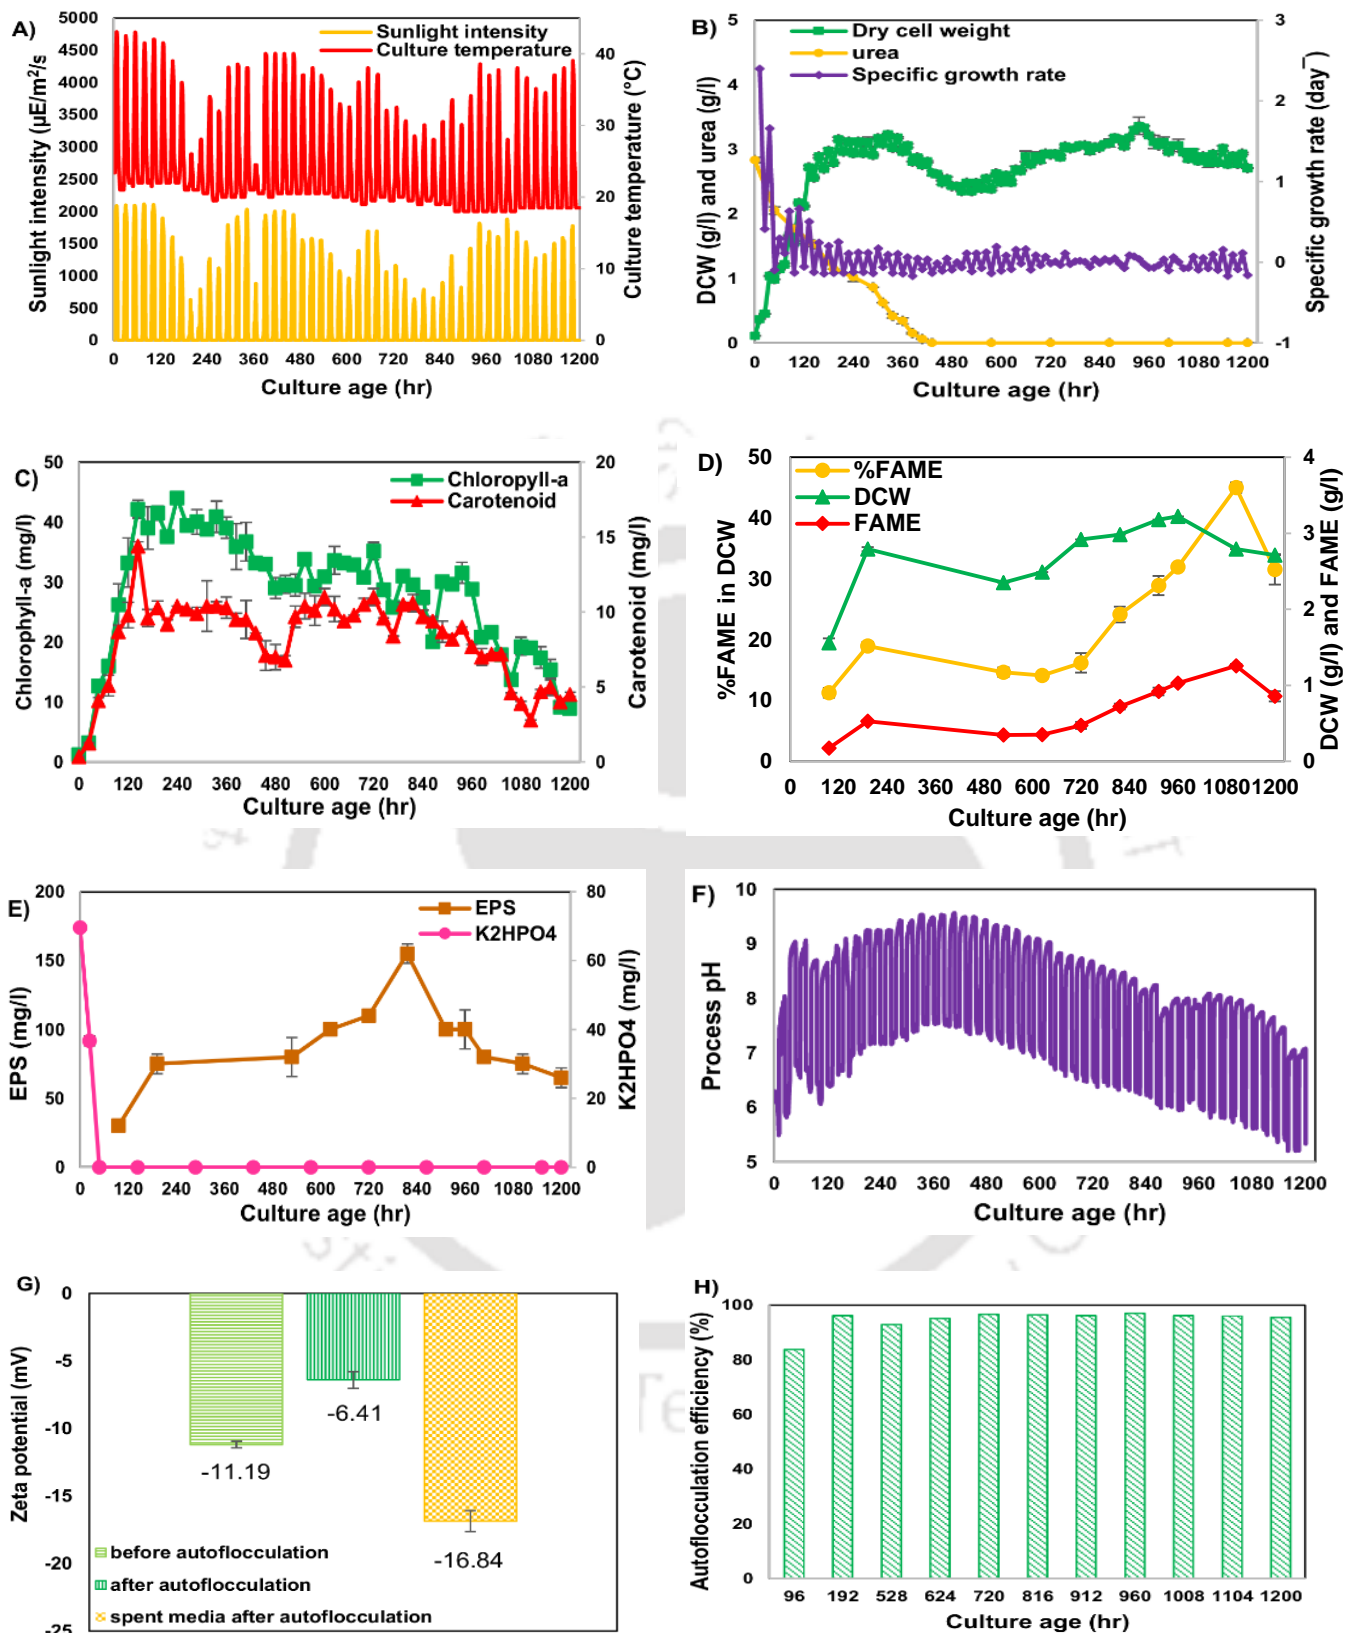 A)
Sunlight intensity
Culture temperature
Sunlight intensity (µE/m²/s
5000
4500
4000
3500
3000
2500
2000
1500
1000
500
0
40
30
20
10
0
Culture temperature (°C)
0 120 240 360 480 600 720 840 960 1080 1200
Culture age (hr)
B)
Dry cell weight
urea
Specific growth rate
DCW (g/l) and urea (g/l)
5
4
3
2
1
0
3
2
1
0
-1
Specific growth rate (day⁻
0 120 240 360 480 600 720 840 960 1080 1200
Culture age (hr)
C)
Chloropyll-a
Carotenoid
Chlorophyll-a (mg/l)
50
40
30
20
10
0
20
15
10
5
0
Carotenoid (mg/l)
0 120 240 360 480 600 720 840 960 1080 1200
Culture age (hr)
D)
%FAME
DCW
FAME
%FAME in DCW
50
40
30
20
10
0
4
3
2
1
0
DCW (g/l) and FAME (g/l)
0 120 240 360 480 600 720 840 960 1080 1200
Culture age (hr)
E)
EPS
K2HPO4
EPS (mg/l)
200
150
100
50
0
80
60
40
20
0
K2HPO4 (mg/l)
0 120 240 360 480 600 720 840 960 1080 1200
Culture age (hr)
F)
Process pH
10
9
8
7
6
5
0 120 240 360 480 600 720 840 960 1080 1200
Culture age (hr)
G)
Zeta potential (mV)
0
-5
-10
-15
-20
-25
-11.19
-6.41
-16.84
before autoflocculation
after autoflocculation
spent media after autoflocculation
H)
Autoflocculation efficiency (%)
100
80
60
40
20
0
96 192 528 624 720 816 912 960 1008 1104 1200
Culture age (hr)